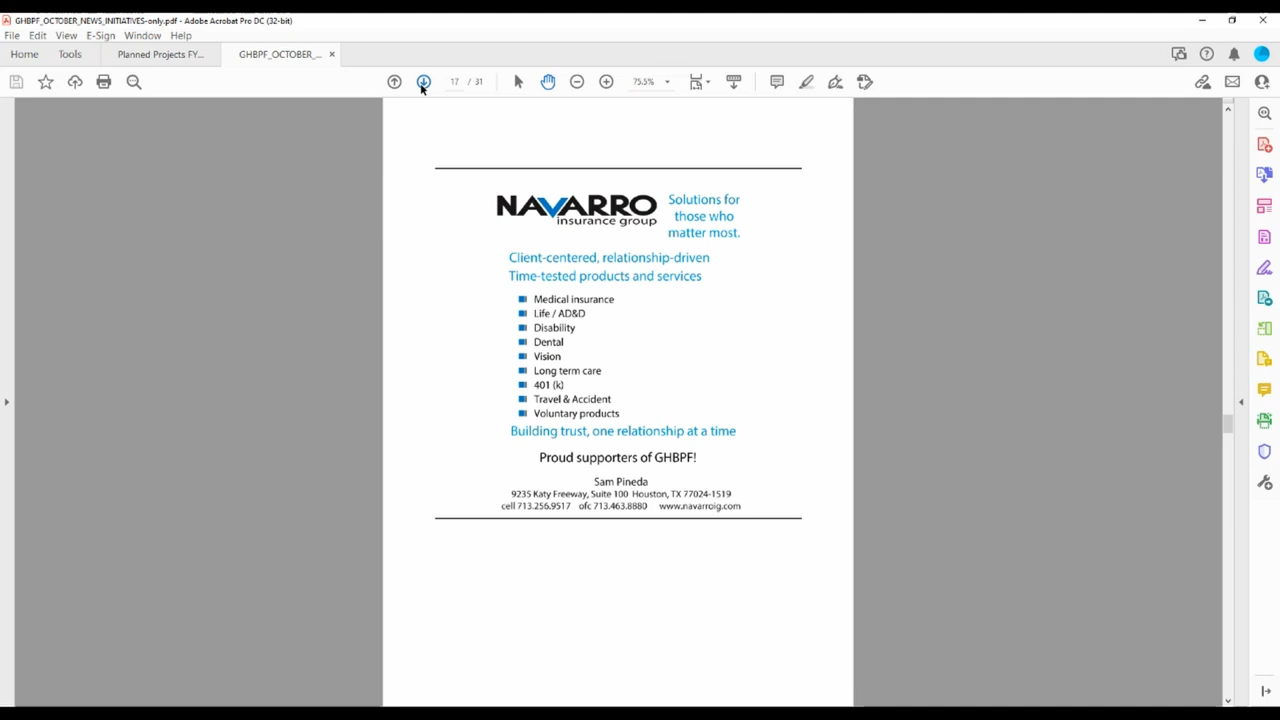 GHBPF_OCTOBER_NEWS_INITIATIVES-only.pdf - Adobe Acrobat Pro DC (32-bit)
File Edit View E-Sign Window Help
Home Tools Planned Projects FY... GHBPF_OCTOBER_... ×
17 / 31 75.5%
NAVARRO
insurance group
Solutions for
those who
matter most.
Client-centered, relationship-driven
Time-tested products and services
Medical insurance
Life / AD&D
Disability
Dental
Vision
Long term care
401 (k)
Travel & Accident
Voluntary products
Building trust, one relationship at a time
Proud supporters of GHBPF!
Sam Pineda
9235 Katy Freeway, Suite 100 Houston, TX 77024-1519
cell 713.256.9517 ofc 713.463.8880 www.navarroig.com